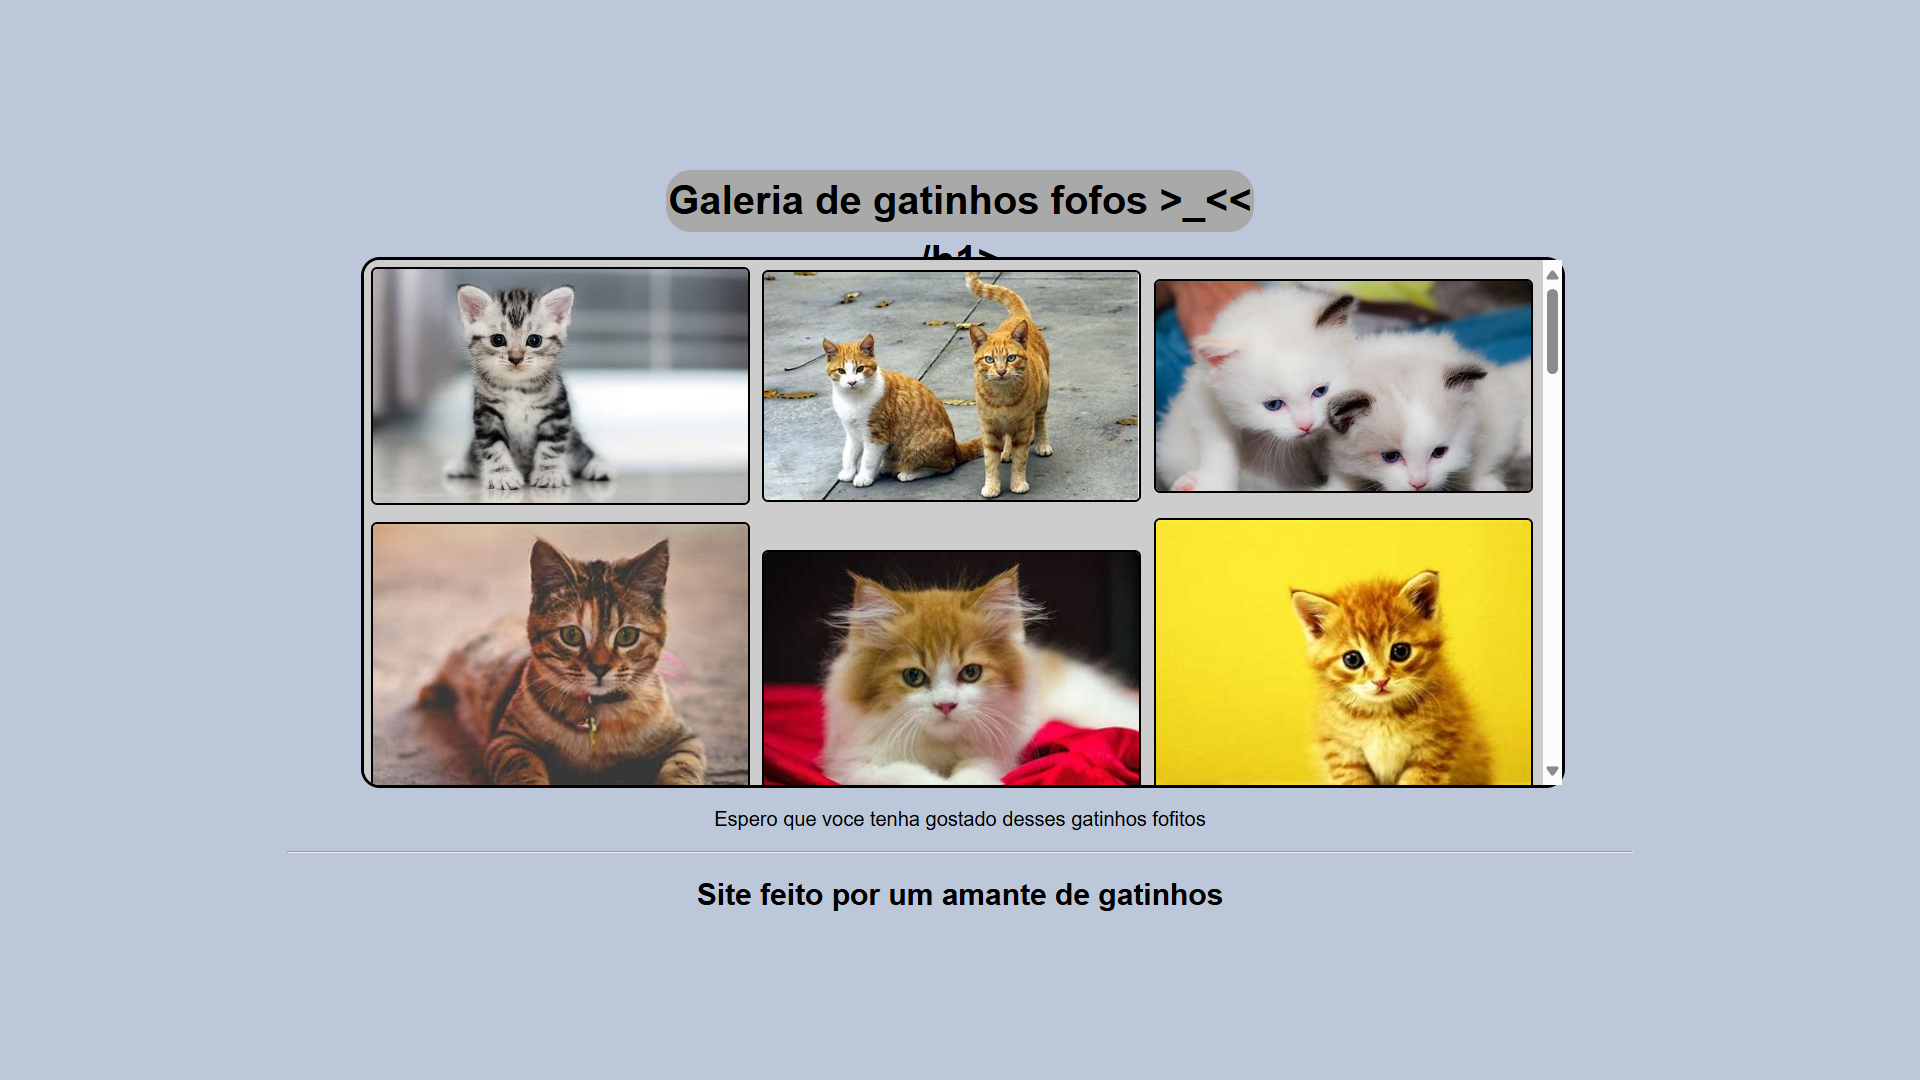 Galeria de gatinhos fofos >_<<
/h1>
Espero que voce tenha gostado desses gatinhos fofitos
Site feito por um amante de gatinhos